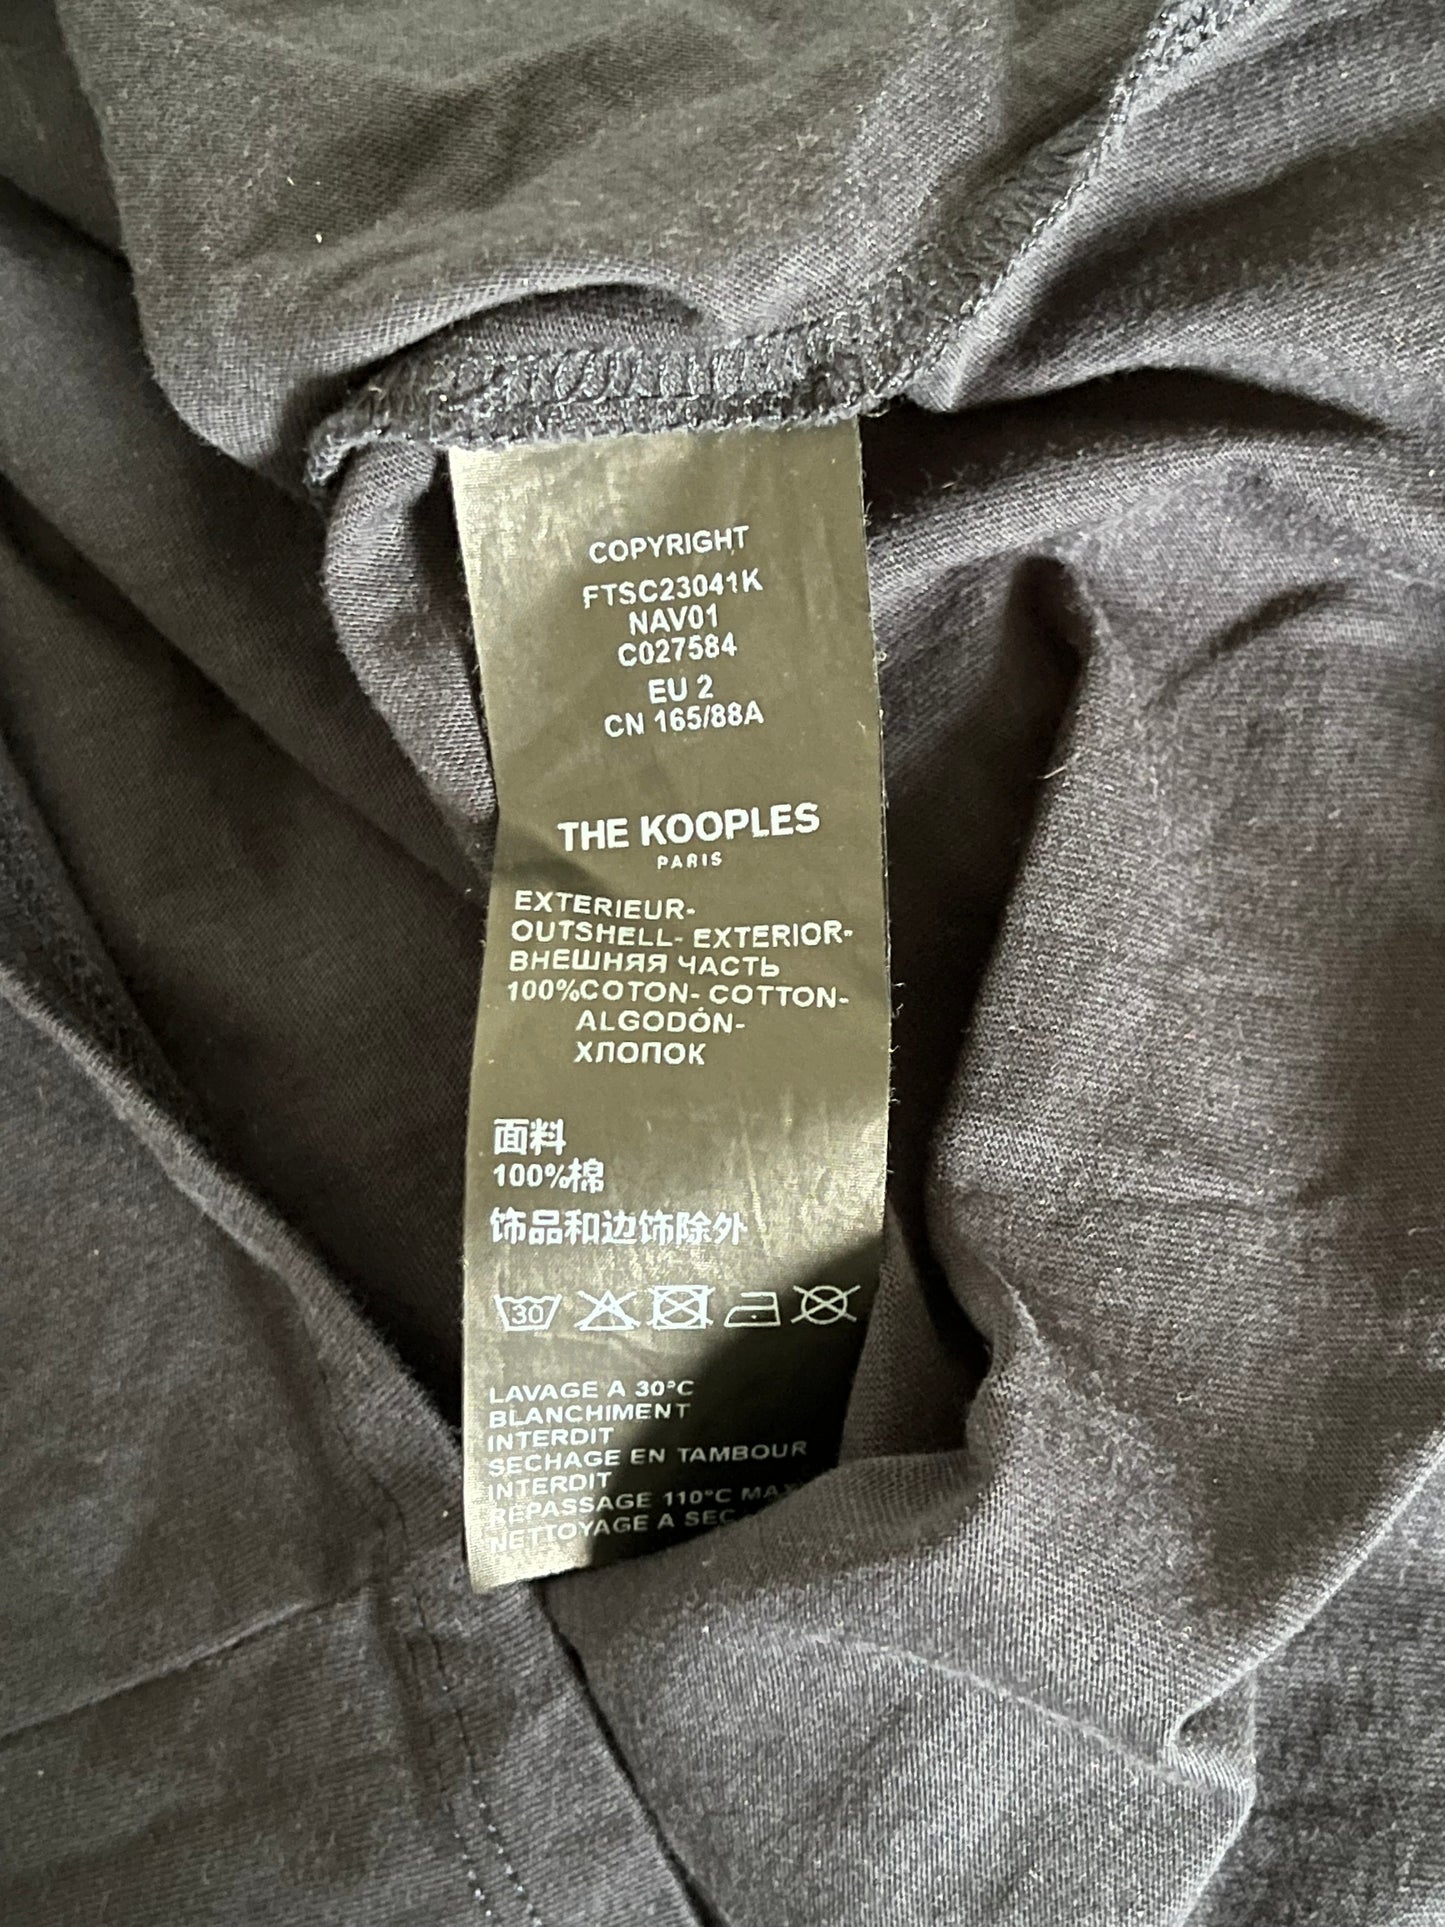 COPYRIGHT
FTSC23041K
NAV01
C027584
EU 2
CN 165/88A
THE KOOPLES
PARIS
EXTERIEUR-
OUTSHELL- EXTERIOR-
ВНЕШНЯЯ ЧАСТЬ
100%COTON- COTTON-
ALGODÓN-
ХЛОПОК
面料
100%棉
饰品和边饰除外
30
LAVAGE A 30°C
BLANCHIMENT
INTERDIT
SECHAGE EN TAMBOUR
INTERDIT
REPASSAGE 110°C MAX
NETTOYAGE A SEC